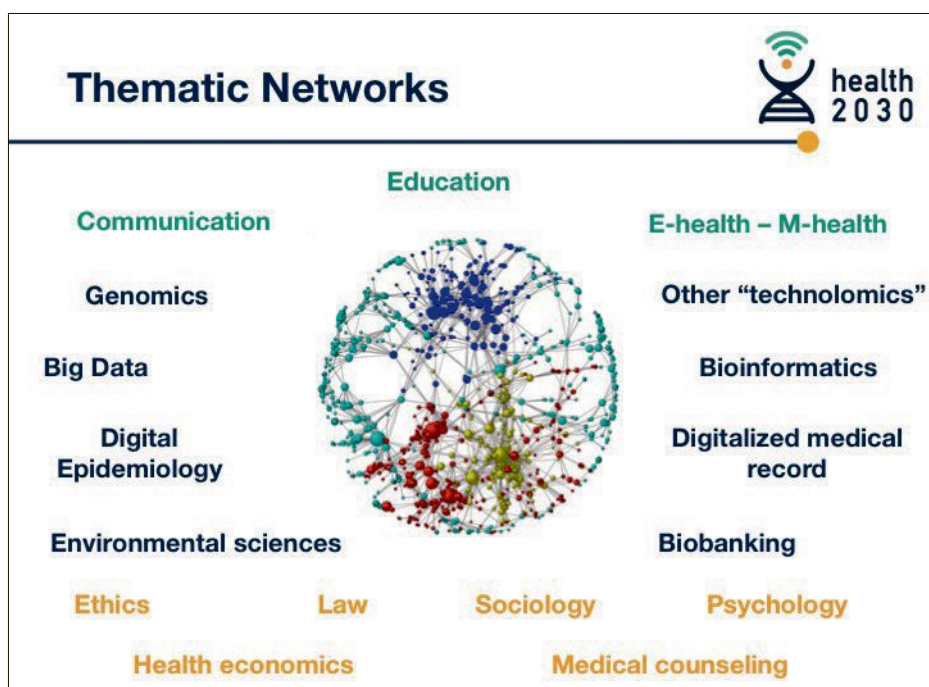 Thematic Networks
health
2030
Education
Communication
E-health – M-health
Genomics
Other “technolomics”
Big Data
Bioinformatics
Digital
Epidemiology
Digitalized medical
record
Environmental sciences
Biobanking
Ethics
Law
Sociology
Psychology
Health economics
Medical counseling